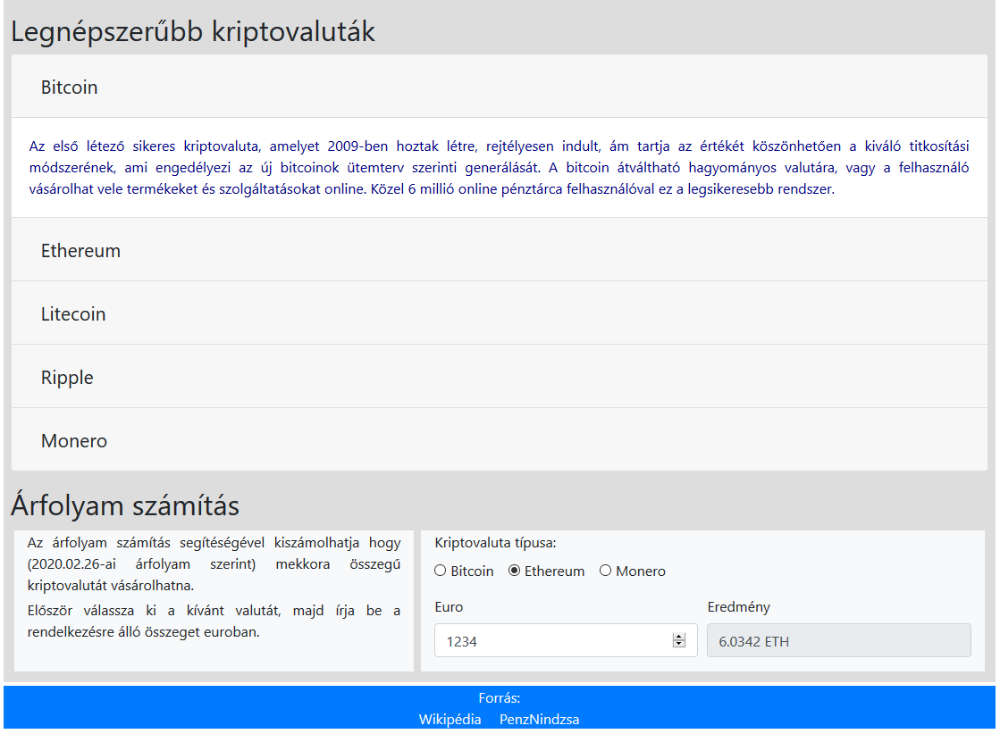 Legnépszerűbb kriptovaluták
Bitcoin
Az első létező sikeres kriptovaluta, amelyet 2009-ben hoztak létre, rejtélyesen indult, ám tartja az értékét köszönhetően a kiváló titkosítási
módszerének, ami engedélyezi az új bitcoinok ütemterv szerinti generálását. A bitcoin átváltható hagyományos valutára, vagy a felhasználó
vásárolhat vele termékeket és szolgáltatásokat online. Közel 6 millió online pénztárca felhasználóval ez a legsikeresebb rendszer.
Ethereum
Litecoin
Ripple
Monero
Árfolyam számítás
Az árfolyam számítás segítéségével kiszámolhatja hogy
(2020.02.26-ai árfolyam szerint) mekkora összegű
kriptovalutát vásárolhatna.
Először válassza ki a kívánt valutát, majd írja be a
rendelkezésre álló összeget euroban.
Kriptovaluta típusa:
Bitcoin Ethereum Monero
Euro Eredmény
1234 6.0342 ETH
Forrás:
Wikipédia PenzNindzsa